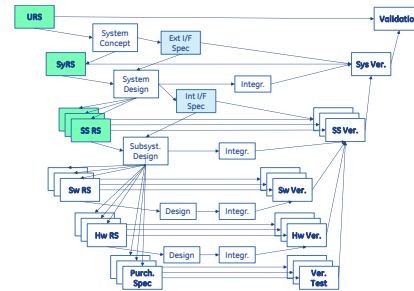 URS
Validatio
System
Concept
Ext I/F
Spec
SyRS
Sys Ver.
System
Design
Integr.
Int I/F
Spec
SS RS
SS Ver.
Subsyst.
Design
Integr.
Sw RS
Sw Ver.
Design
Integr.
Hw RS
Hw Ver.
Design
Integr.
Purch.
Spec
Ver.
Test